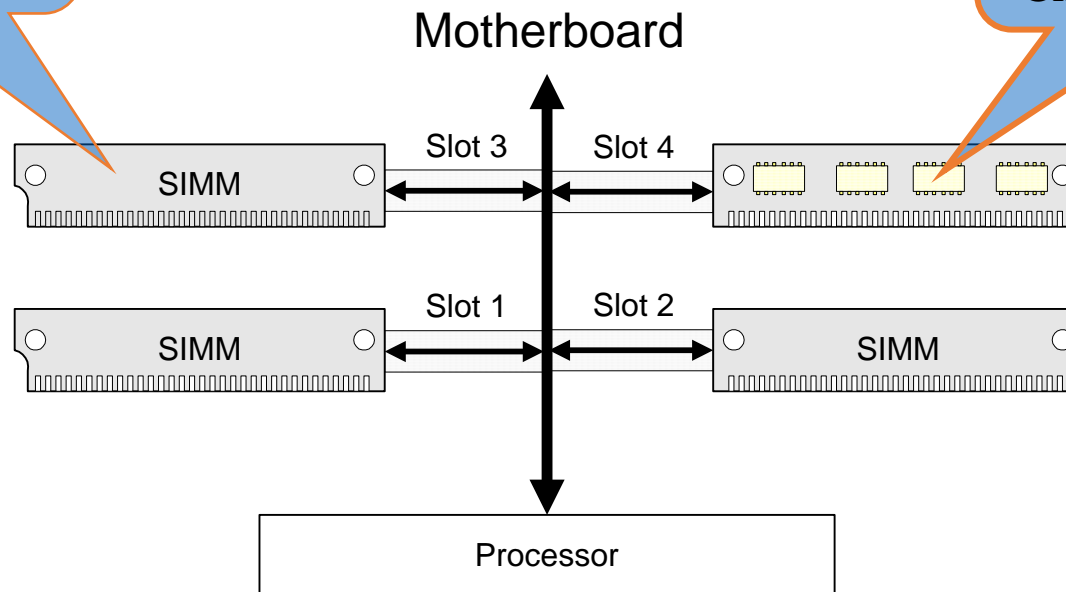 Motherboard
Slot 3
Slot 4
SIMM
Slot 1
Slot 2
SIMM
SIMM
Processor